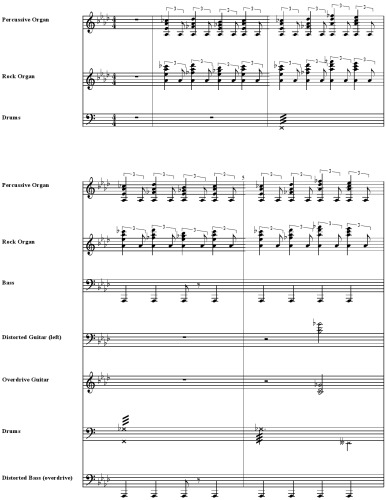 Percussive Organ
Rock Organ
Drums
Percussive Organ
Rock Organ
Bass
Distorted Guitar (left)
Overdrive Guitar
Drums
Distorted Bass (overdrive)